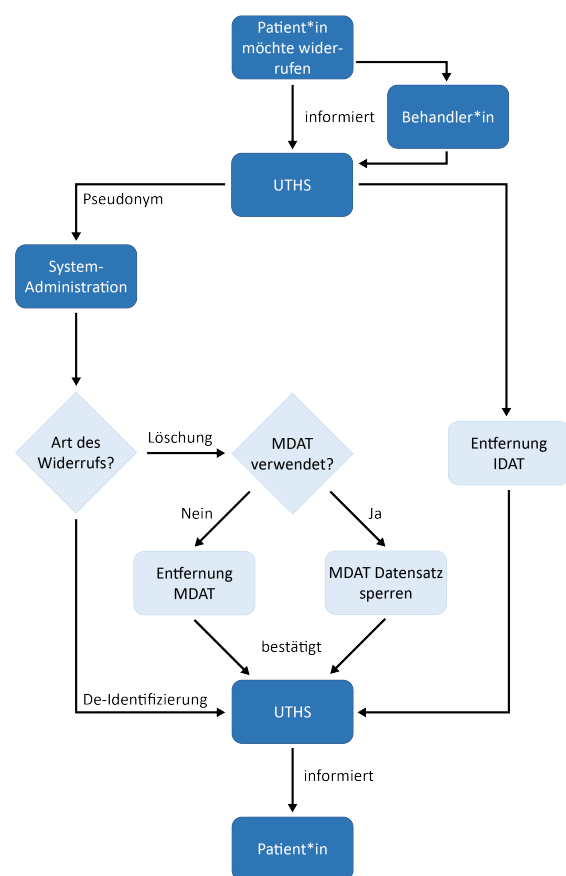 Patient*in
möchte wider-
rufen
informiert
Behandler*in
UTHS
Pseudonym
System-
Administration
Art des
Widerrufs?
Löschung
MDAT
verwendet?
Entfernung
IDAT
Nein
Ja
Entfernung
MDAT
MDAT Datensatz
sperren
bestätigt
De-Identifizierung
UTHS
informiert
Patient*in